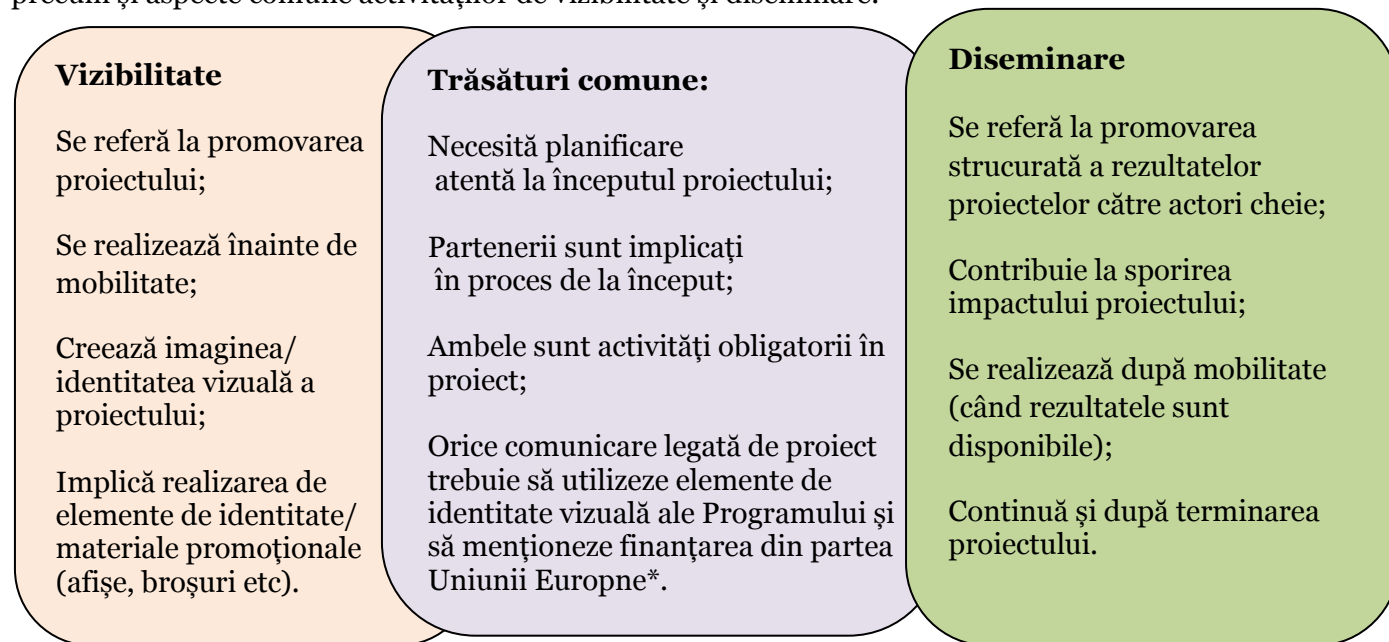 precum și aspecte comune activităților de vizibilitate și diseminare.
Vizibilitate
Se referă la promovarea
proiectului;
Se realizează înainte de
mobilitate;
Creează imaginea/
identitatea vizuală a
proiectului;
Implică realizarea de
elemente de identitate/
materiale promoționale
(afișe, broșuri etc).
Trăsături comune:
Necesită planificare
atentă la începutul proiectului;
Partenerii sunt implicați
în proces de la început;
Ambele sunt activități obligatorii în
proiect;
Orice comunicare legată de proiect
trebuie să utilizeze elemente de
identitate vizuală ale Programului și
să menționeze finanțarea din partea
Uniunii Europne*.
Diseminare
Se referă la promovarea
strucurată a rezultatelor
proiectelor către actori cheie;
Contribuie la sporirea
impactului proiectului;
Se realizează după mobilitate
(când rezultatele sunt
disponibile);
Continuă și după terminarea
proiectului.